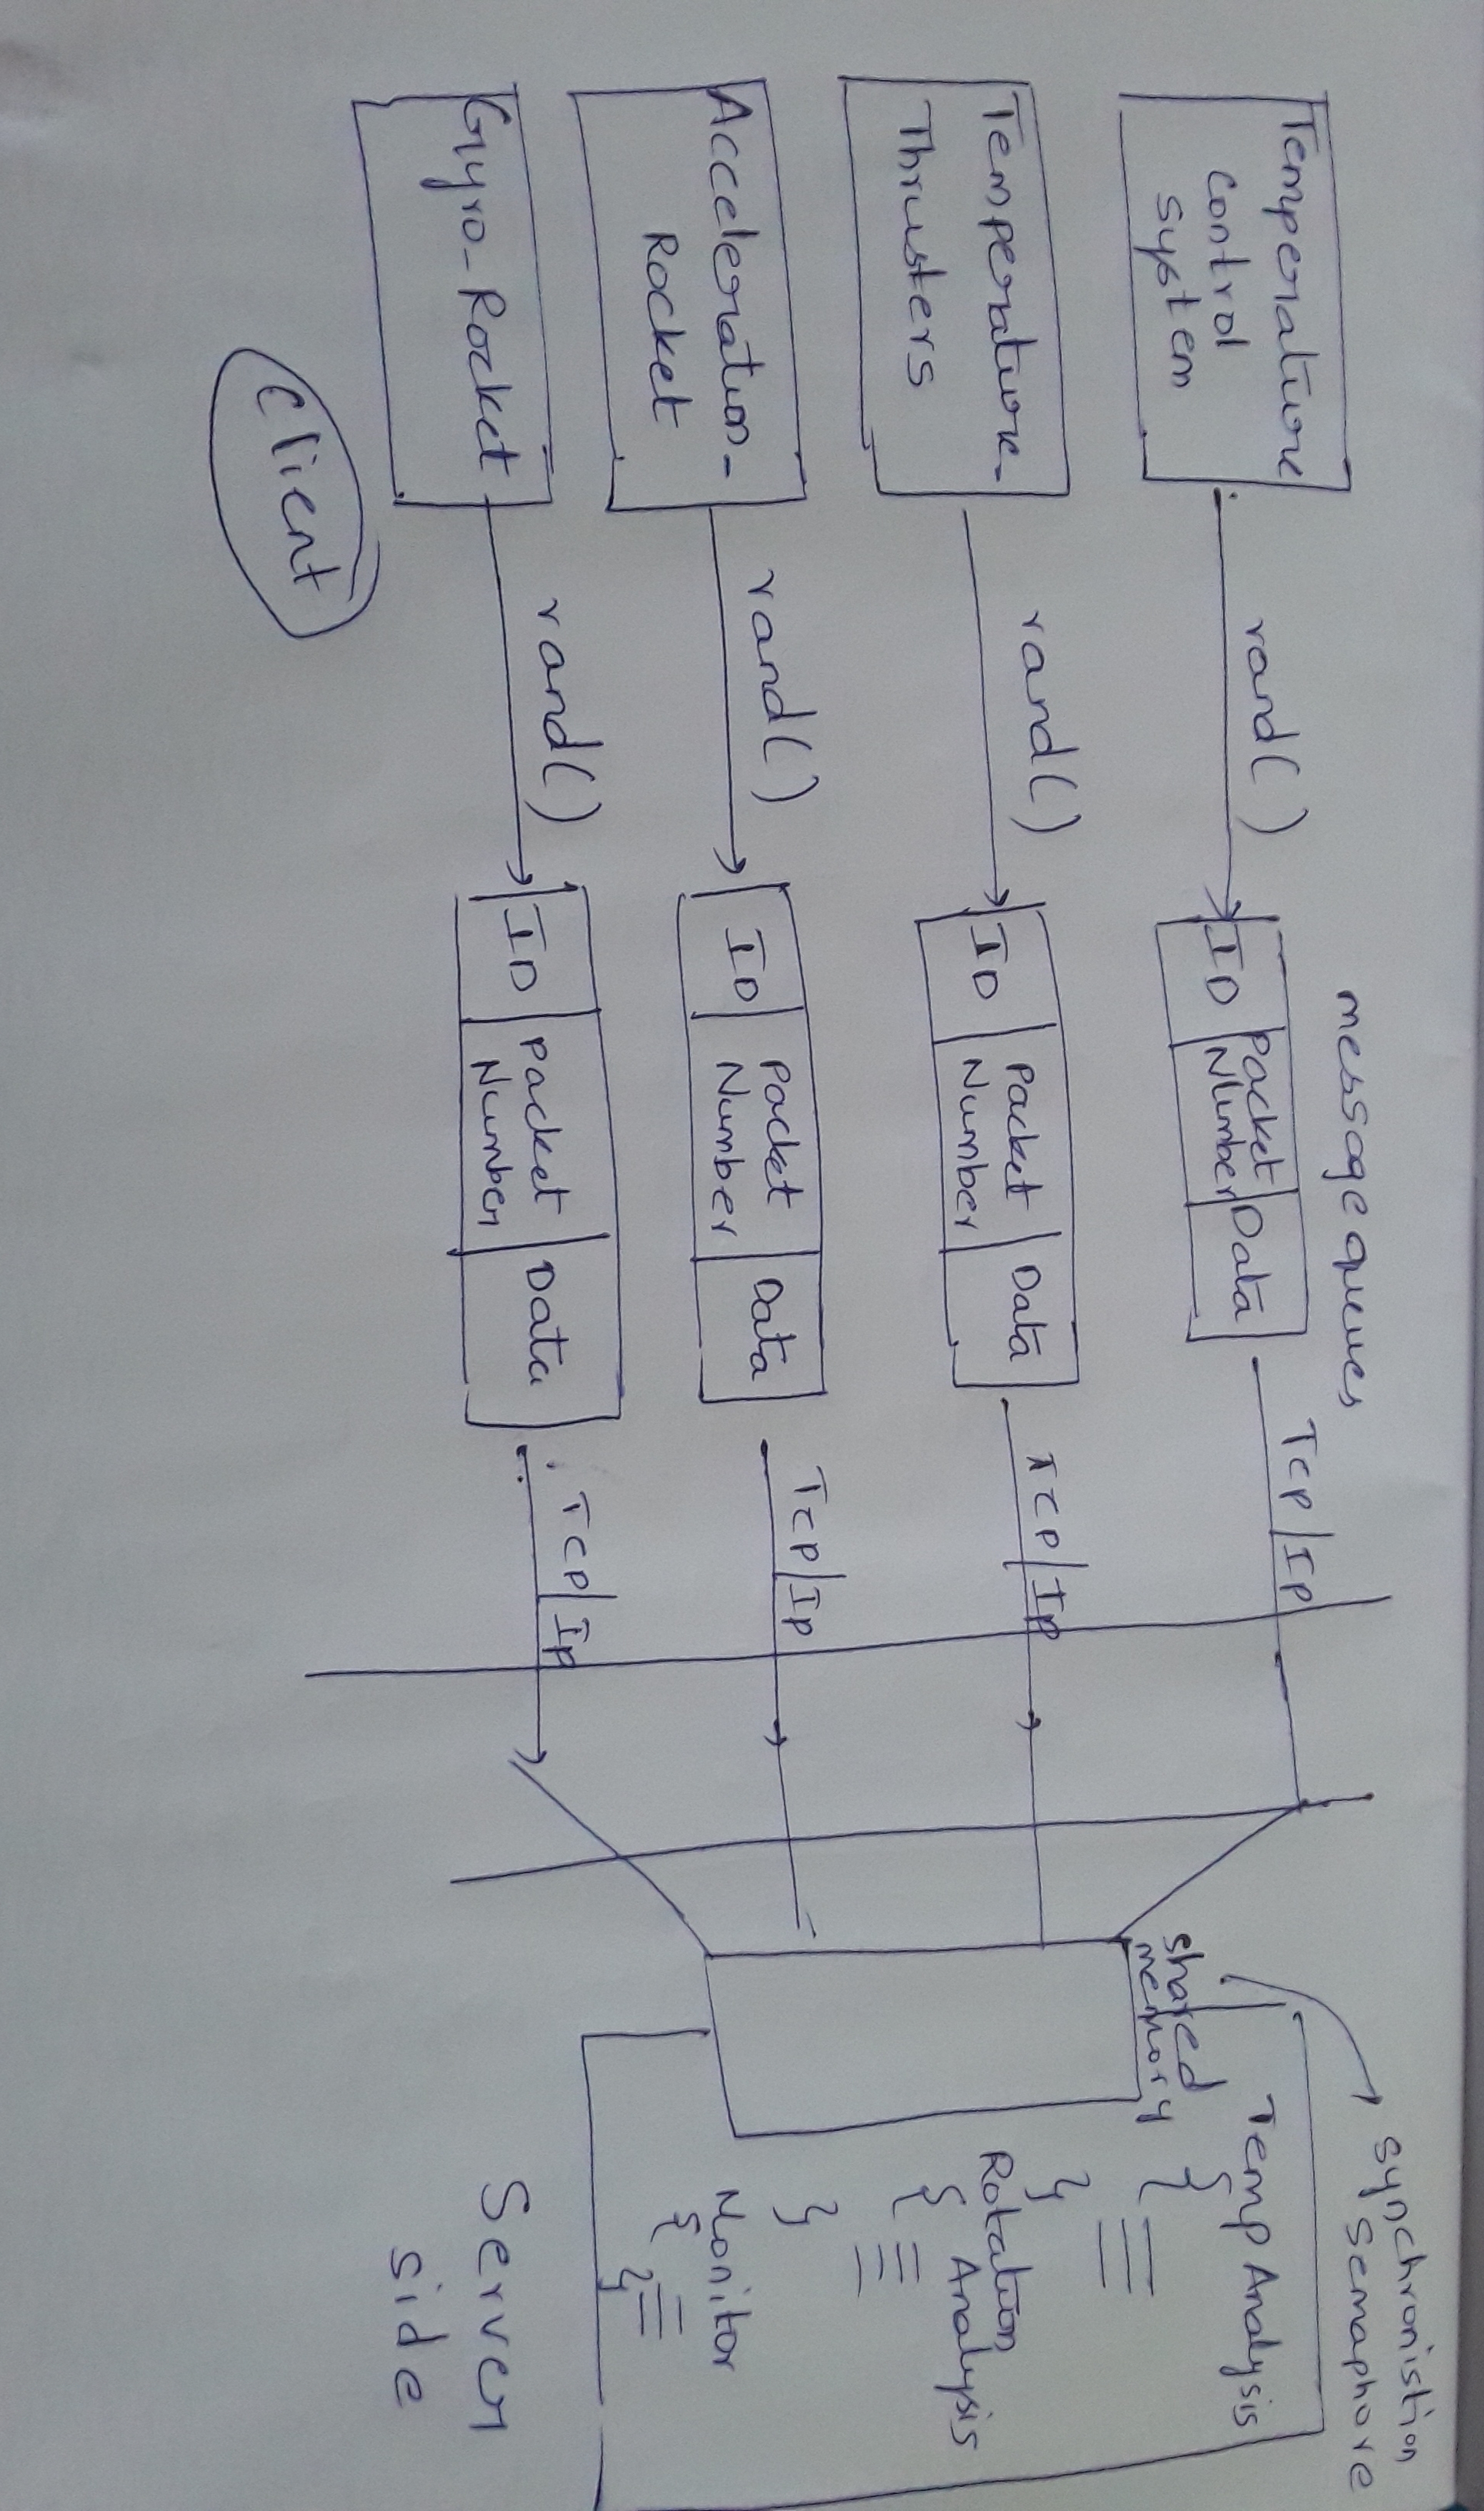 message queues
synchronistion
semaphore
Temperature
control
system
rand()
ID
Packet
Number
Data
TCP/IP
shared
memory
Temp Analysis
{
}
Temperature-
Thrusters
rand()
ID
Packet
Number
Data
TCP/IP
Rotation
Analysis
{
}
Acceleration-
Rocket
rand()
ID
Packet
Number
Data
TCP/IP
Monitor
{
}
Gyro-Rocket
rand()
ID
Packet
Number
Data
TCP/IP
Client
Server
side